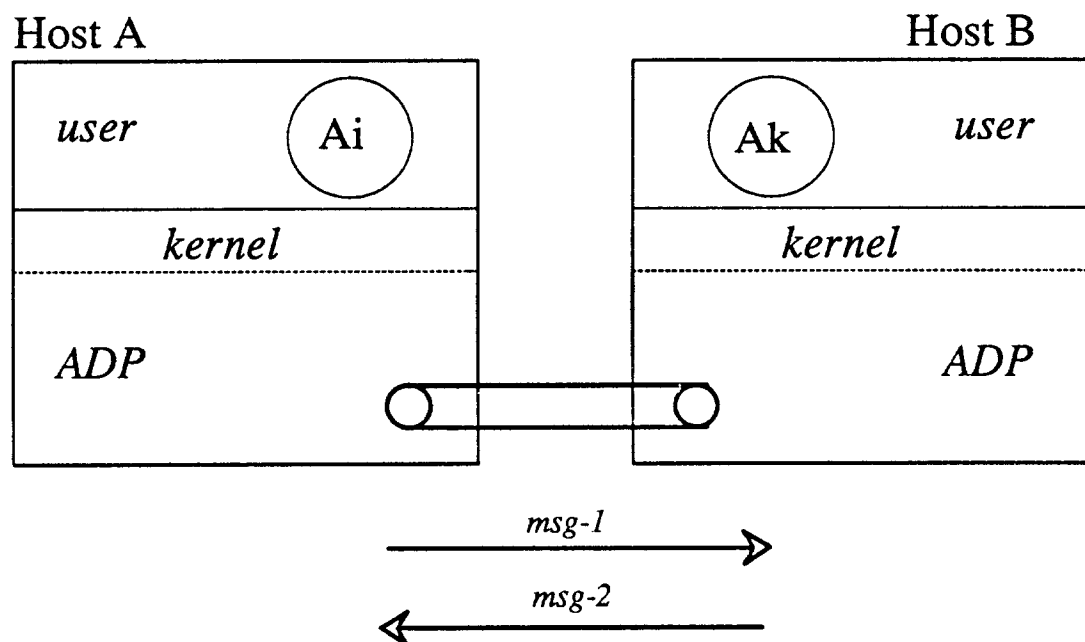 Host A
Host B
user
Ai
Ak
user
kernel
kernel
ADP
ADP
msg-1
msg-2